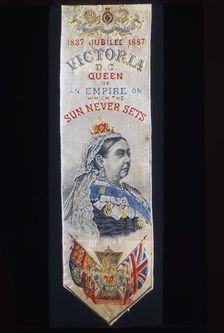 1837 JUBILEE 1887
VICTORIA
D.G.
QUEEN
OF
AN EMPIRE ON
WHICH THE
SUN NEVER SETS